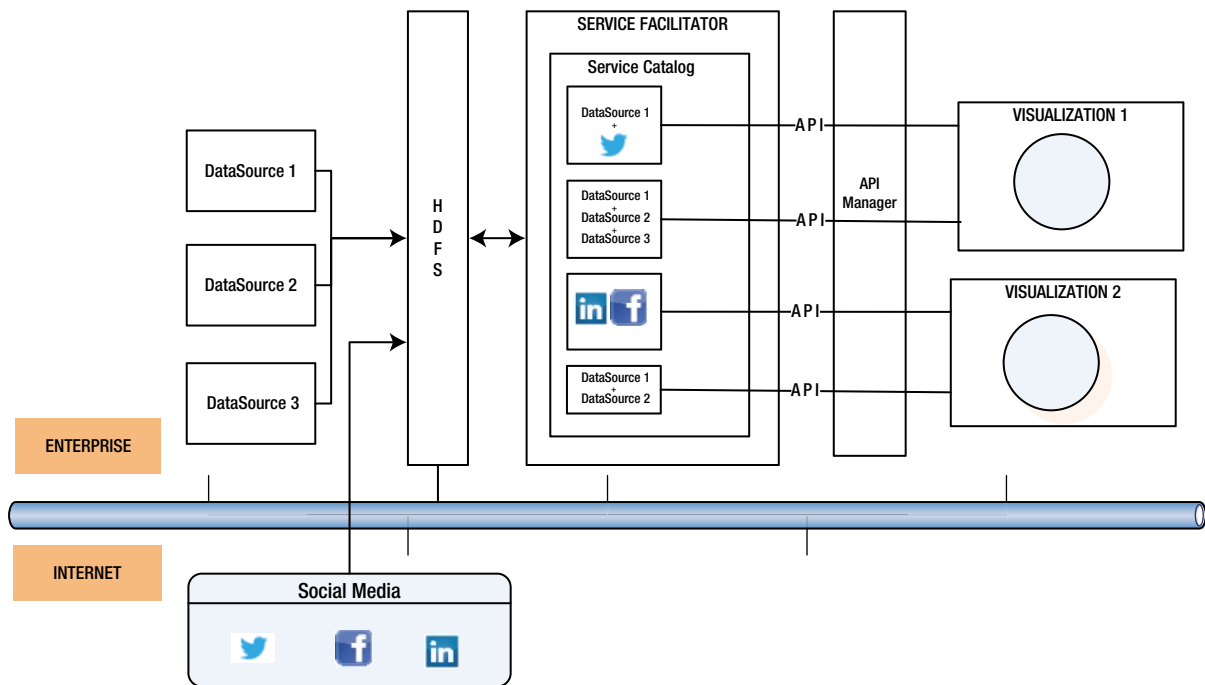 SERVICE FACILITATOR
Service Catalog
DataSource 1
+
API
VISUALIZATION 1
DataSource 1
H
D
F
S
DataSource 1
+
DataSource 2
+
DataSource 3
API
API
Manager
DataSource 2
in f
API
VISUALIZATION 2
DataSource 3
DataSource 1
+
DataSource 2
API
ENTERPRISE
INTERNET
Social Media
f
in